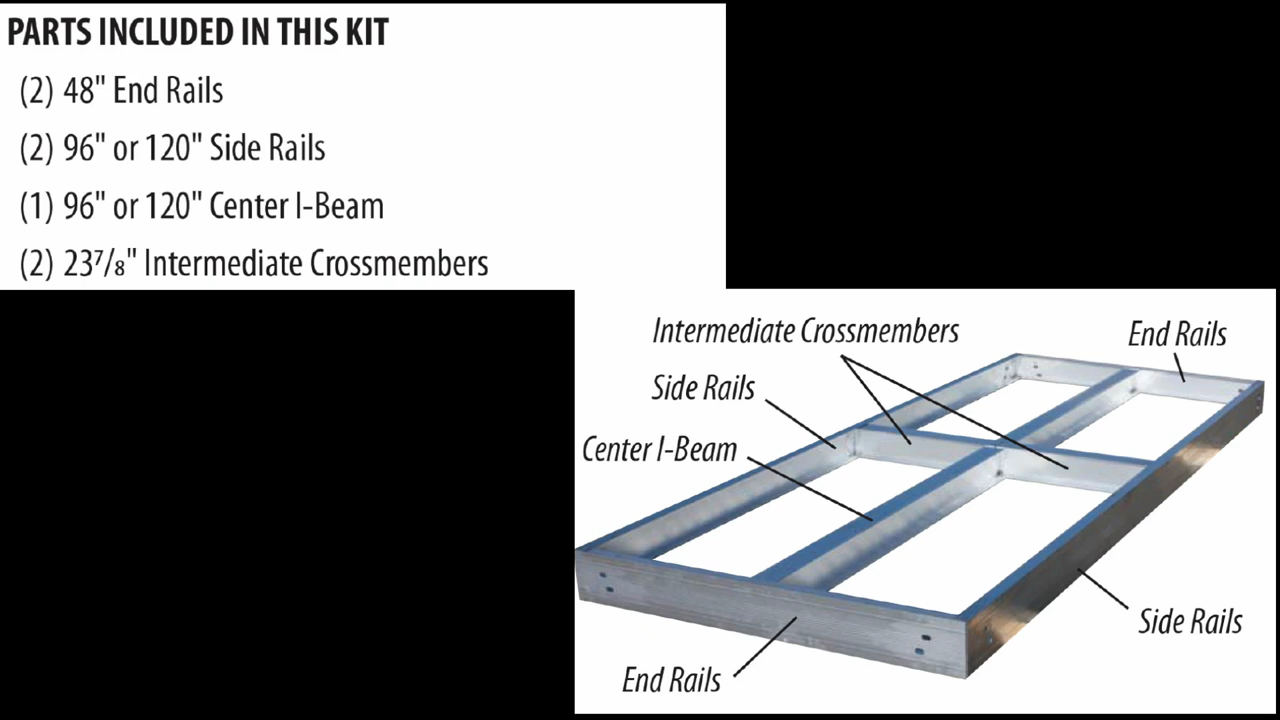 PARTS INCLUDED IN THIS KIT
(2) 48" End Rails
(2) 96" or 120" Side Rails
(1) 96" or 120" Center I-Beam
(2) 23⁷/₈" Intermediate Crossmembers
Intermediate Crossmembers
End Rails
Side Rails
Center I-Beam
Side Rails
End Rails